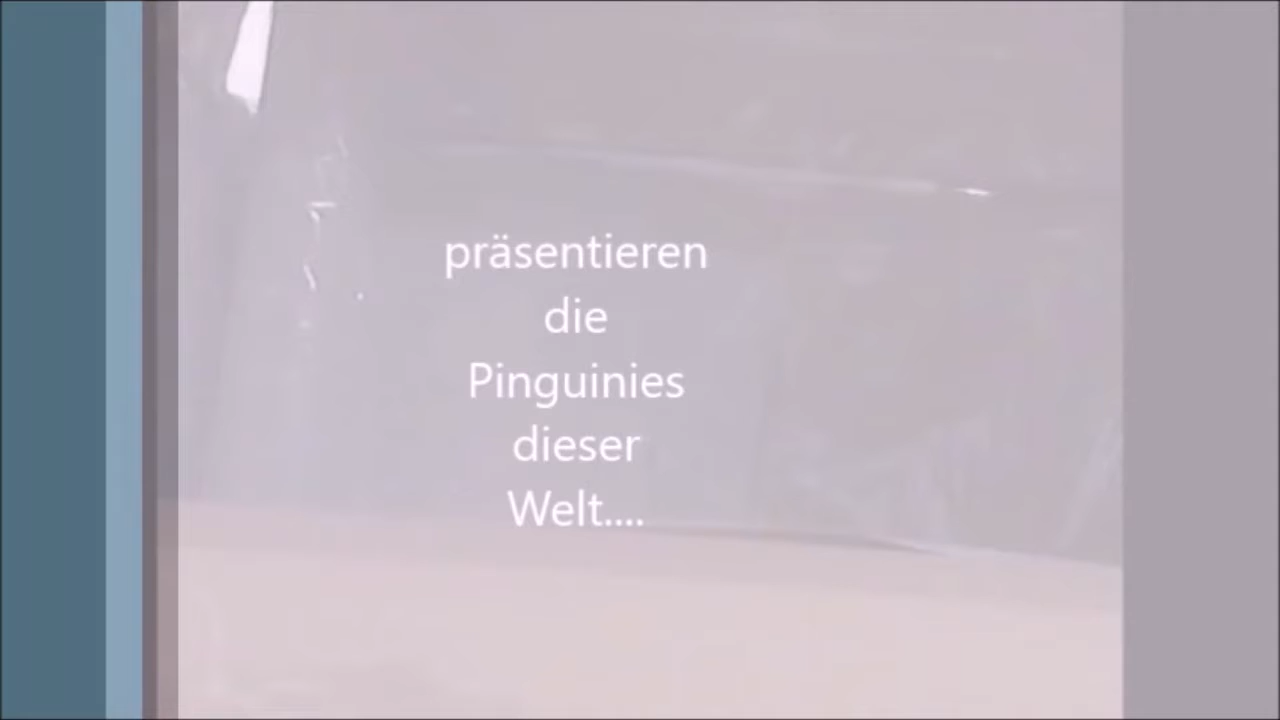 präsentieren
die
Pinguinies
dieser
Welt....